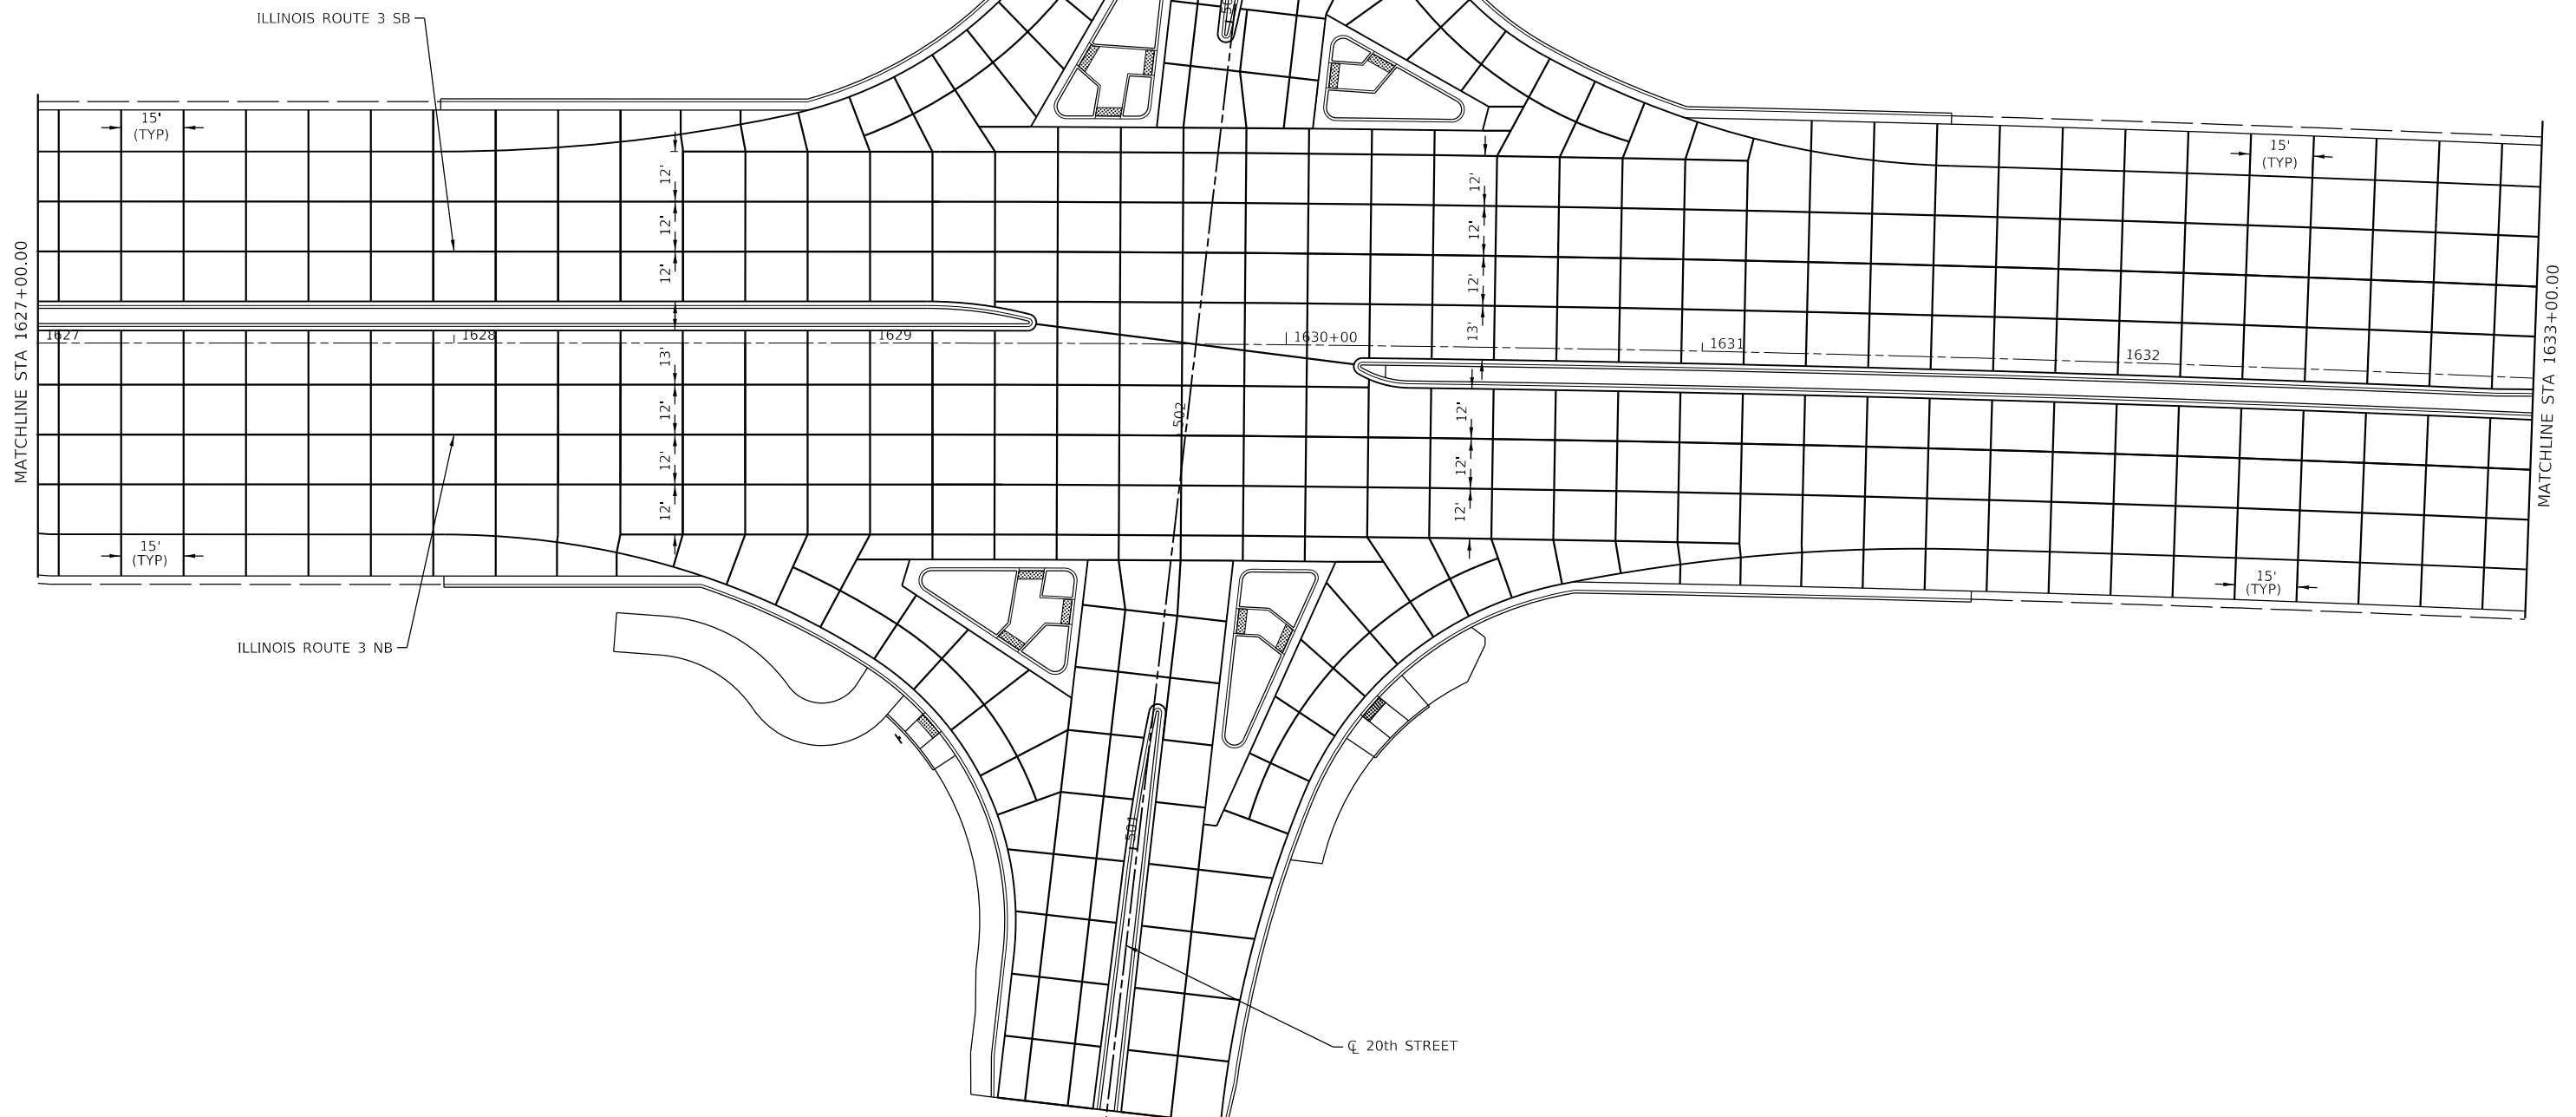 ILLINOIS ROUTE 3 SB
15'
(TYP)
15'
(TYP)
12'
12'
12'
12'
12'
12'
13'
MATCHLINE STA 1627+00.00
MATCHLINE STA 1633+00.00
1627
1628
1629
1630+00
1631
1632
13'
12'
12'
12'
12'
12'
12'
502
15'
(TYP)
15'
(TYP)
ILLINOIS ROUTE 3 NB
501
℄ 20th STREET